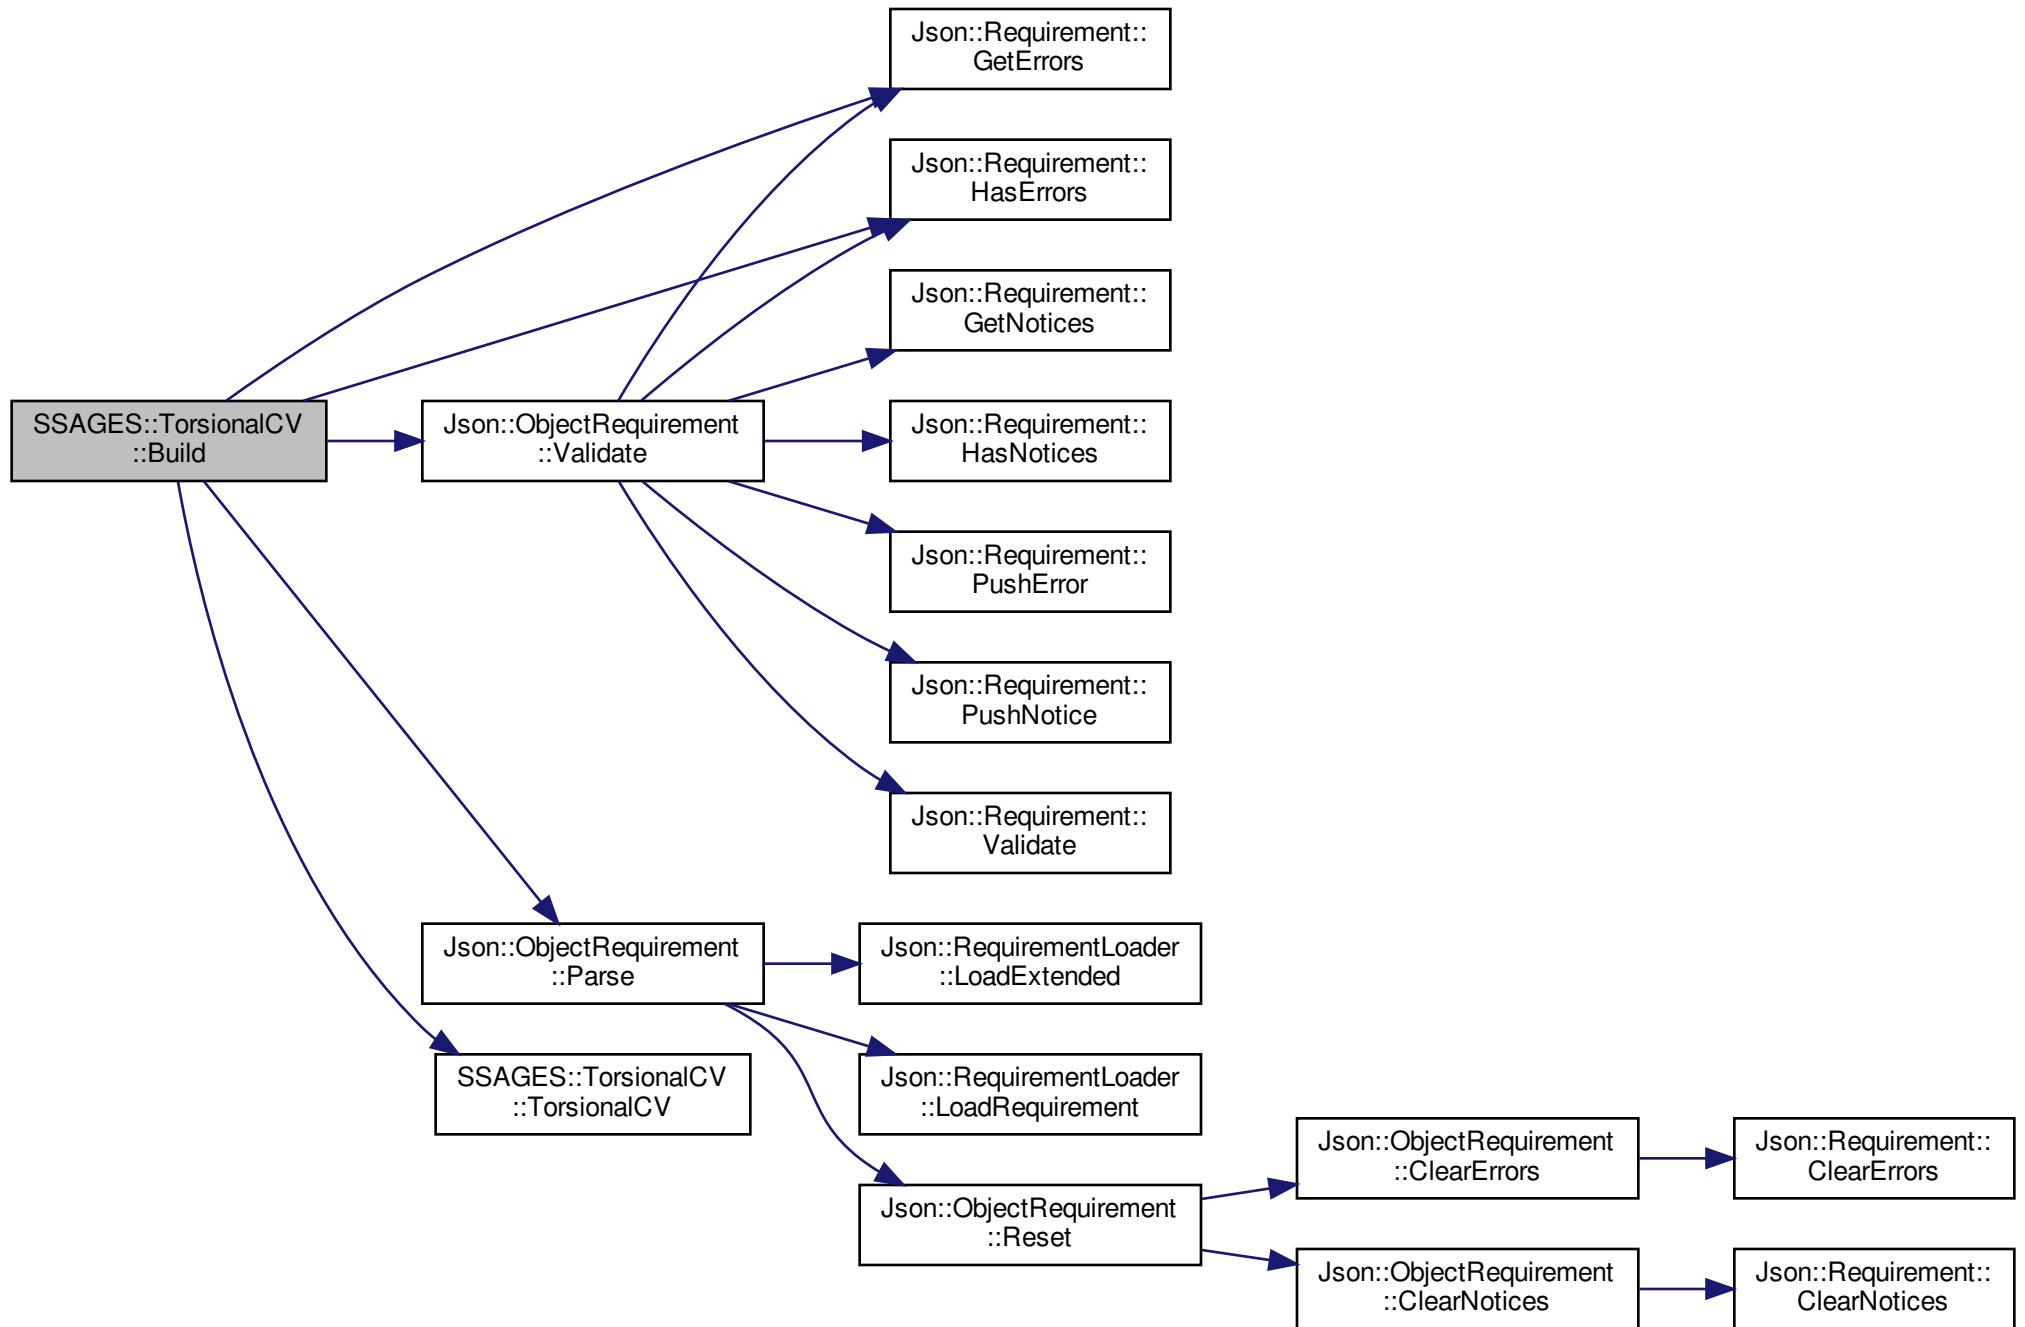 Json::Requirement::
GetErrors
Json::Requirement::
HasErrors
Json::Requirement::
GetNotices
SSAGES::TorsionalCV
::Build
Json::ObjectRequirement
::Validate
Json::Requirement::
HasNotices
Json::Requirement::
PushError
Json::Requirement::
PushNotice
Json::Requirement::
Validate
Json::ObjectRequirement
::Parse
Json::RequirementLoader
::LoadExtended
SSAGES::TorsionalCV
::TorsionalCV
Json::RequirementLoader
::LoadRequirement
Json::ObjectRequirement
::ClearErrors
Json::Requirement::
ClearErrors
Json::ObjectRequirement
::Reset
Json::ObjectRequirement
::ClearNotices
Json::Requirement::
ClearNotices